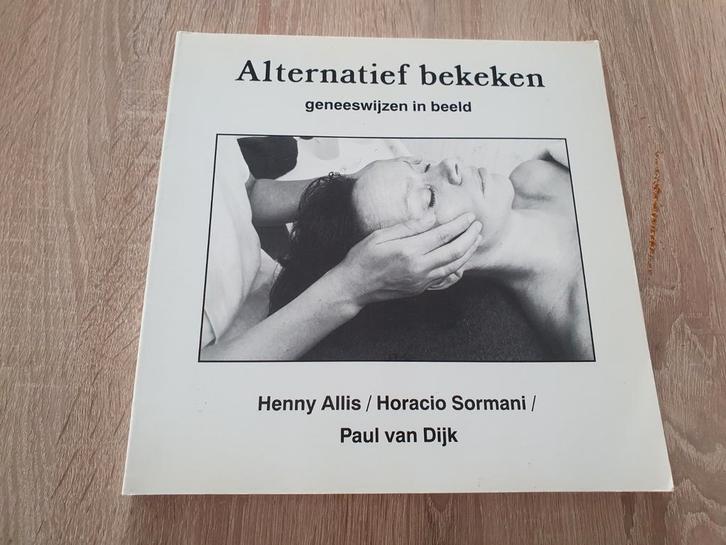 Alternatief bekeken
geneeswijzen in beeld
Henny Allis / Horacio Sormani /
Paul van Dijk